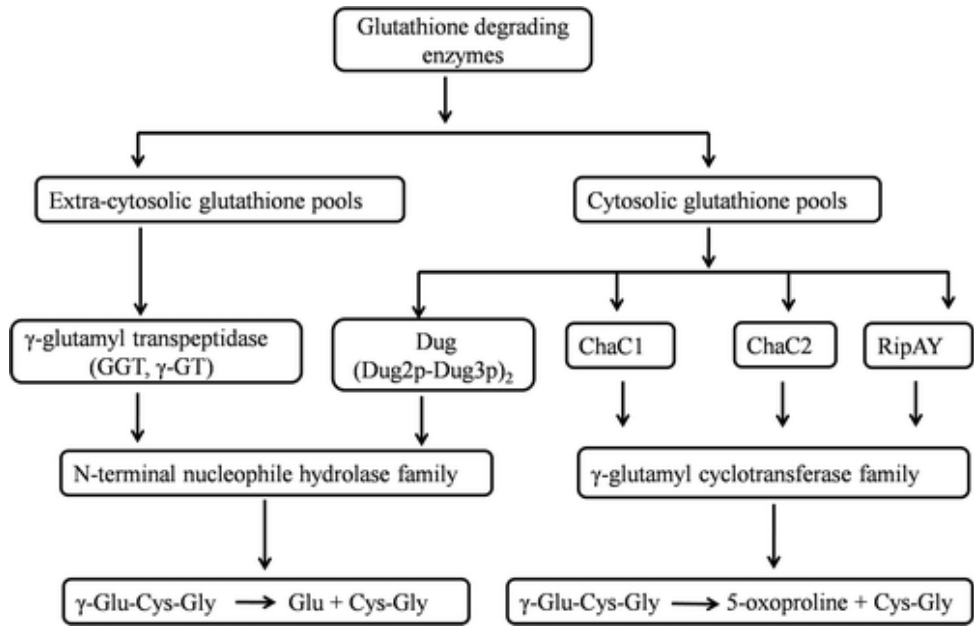 Glutathione degrading
enzymes
Extra-cytosolic glutathione pools
Cytosolic glutathione pools
γ-glutamyl transpeptidase
(GGT, γ-GT)
Dug
(Dug2p-Dug3p)₂
ChaC1
ChaC2
RipAY
N-terminal nucleophile hydrolase family
γ-glutamyl cyclotransferase family
γ-Glu-Cys-Gly → Glu + Cys-Gly
γ-Glu-Cys-Gly → 5-oxoproline + Cys-Gly